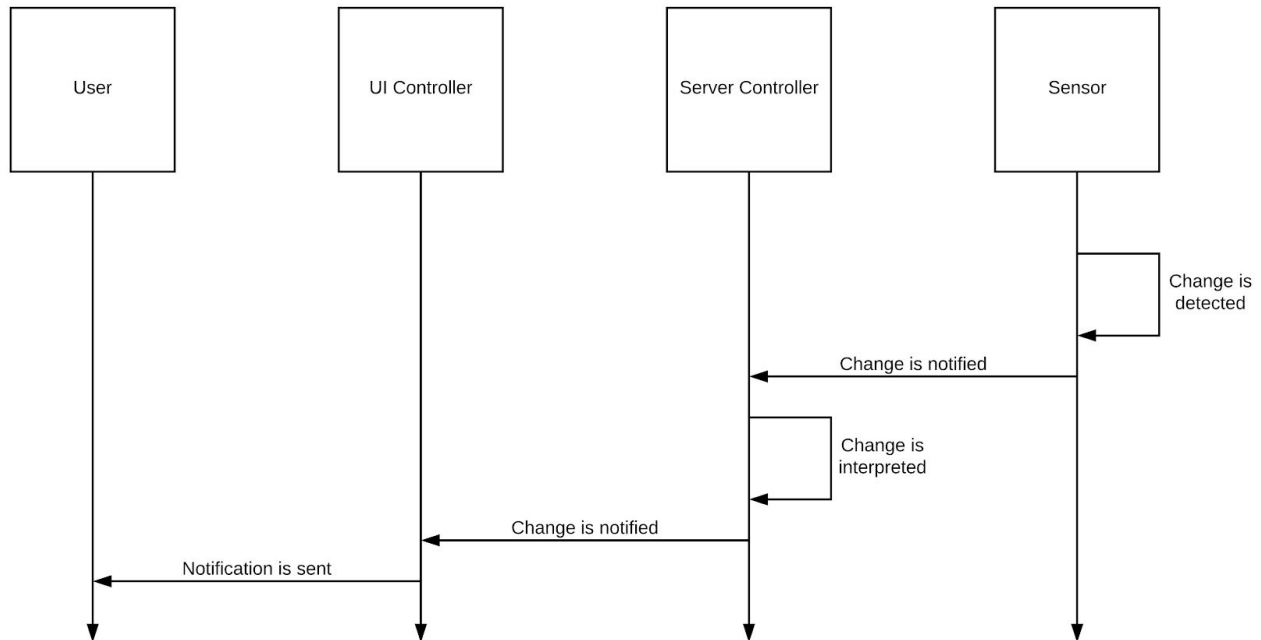 User
UI Controller
Server Controller
Sensor
Change is
detected
Change is notified
Change is
interpreted
Change is notified
Notification is sent